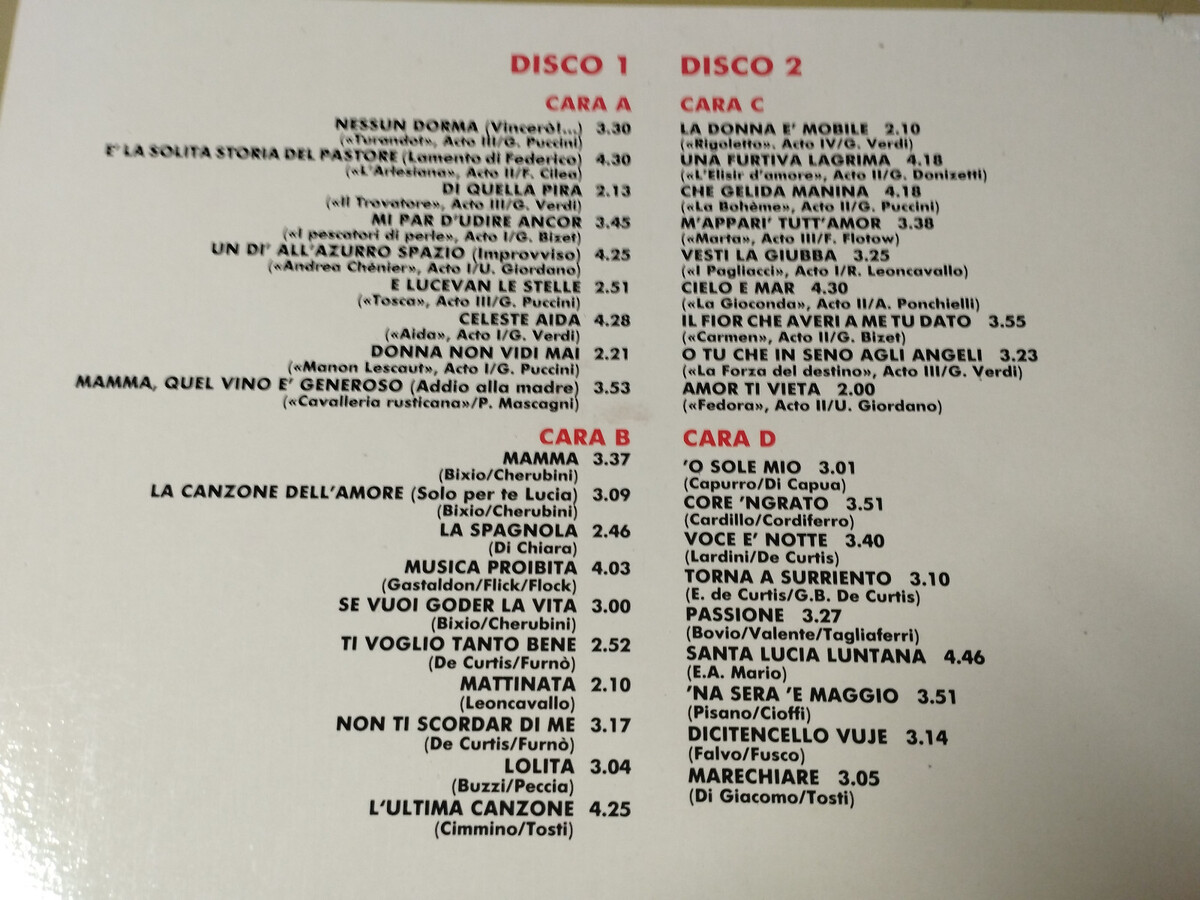 DISCO 1
CARA A
NESSUN DORMA (Vincerò!...) 3.30
(«Turandot», Acto III/G. Puccini)
E' LA SOLITA STORIA DEL PASTORE (Lamento di Federico) 4.30
(«L'Arlesiana», Acto II/F. Cilea)
DI QUELLA PIRA 2.13
(«Il Trovatore», Acto III/G. Verdi)
MI PAR D'UDIRE ANCOR 3.45
(«I pescatori di perle», Acto I/G. Bizet)
UN DI' ALL'AZURRO SPAZIO (Improvviso) 4.25
(«Andrea Chénier», Acto I/U. Giordano)
E LUCEVAN LE STELLE 2.51
(«Tosca», Acto III/G. Puccini)
CELESTE AIDA 4.28
(«Aida», Acto I/G. Verdi)
DONNA NON VIDI MAI 2.21
(«Manon Lescaut», Acto I/G. Puccini)
MAMMA, QUEL VINO E' GENEROSO (Addio alla madre) 3.53
(«Cavalleria rusticana»/P. Mascagni)
CARA B
MAMMA 3.37
(Bixio/Cherubini)
LA CANZONE DELL'AMORE (Solo per te Lucia) 3.09
(Bixio/Cherubini)
LA SPAGNOLA 2.46
(Di Chiara)
MUSICA PROIBITA 4.03
(Gastaldon/Flick/Flock)
SE VUOI GODER LA VITA 3.00
(Bixio/Cherubini)
TI VOGLIO TANTO BENE 2.52
(De Curtis/Furnò)
MATTINATA 2.10
(Leoncavallo)
NON TI SCORDAR DI ME 3.17
(De Curtis/Furnò)
LOLITA 3.04
(Buzzi/Peccia)
L'ULTIMA CANZONE 4.25
(Cimmino/Tosti)
DISCO 2
CARA C
LA DONNA E' MOBILE 2.10
(«Rigoletto». Acto IV/G. Verdi)
UNA FURTIVA LAGRIMA 4.18
(«L'Elisir d'amore», Acto II/G. Donizetti)
CHE GELIDA MANINA 4.18
(«La Bohème», Acto II/G. Puccini)
M'APPARI' TUTT'AMOR 3.38
(«Marta», Acto III/F. Flotow)
VESTI LA GIUBBA 3.25
(«I Pagliacci», Acto I/R. Leoncavallo)
CIELO E MAR 4.30
(«La Gioconda», Acto II/A. Ponchielli)
IL FIOR CHE AVERI A ME TU DATO 3.55
(«Carmen», Acto II/G. Bizet)
O TU CHE IN SENO AGLI ANGELI 3.23
(«La Forza del destino», Acto III/G. Verdi)
AMOR TI VIETA 2.00
(«Fedora», Acto II/U. Giordano)
CARA D
'O SOLE MIO 3.01
(Capurro/Di Capua)
CORE 'NGRATO 3.51
(Cardillo/Cordiferro)
VOCE E' NOTTE 3.40
(Lardini/De Curtis)
TORNA A SURRIENTO 3.10
(E. de Curtis/G.B. De Curtis)
PASSIONE 3.27
(Bovio/Valente/Tagliaferri)
SANTA LUCIA LUNTANA 4.46
(E.A. Mario)
'NA SERA 'E MAGGIO 3.51
(Pisano/Cioffi)
DICITENCELLO VUJE 3.14
(Falvo/Fusco)
MARECHIARE 3.05
(Di Giacomo/Tosti)